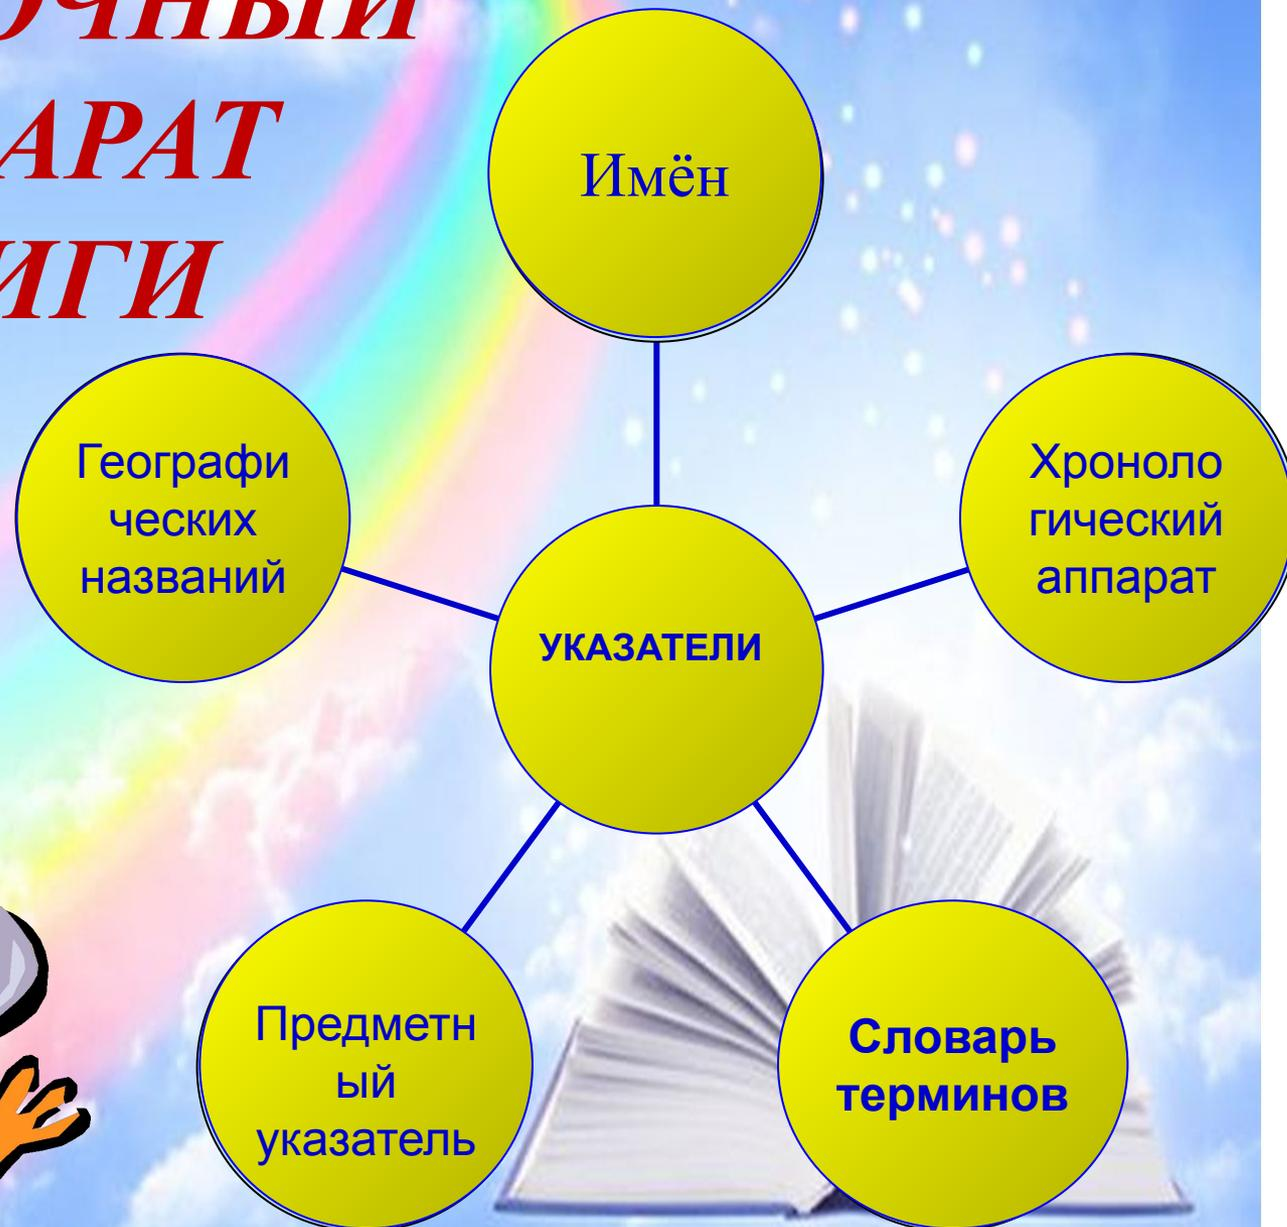 ОЧНЫЙ
АРАТ
ИГИ
Имён
Географи
ческих
названий
Хроноло
гический
аппарат
УКАЗАТЕЛИ
Предметн
ый
указатель
Словарь
терминов